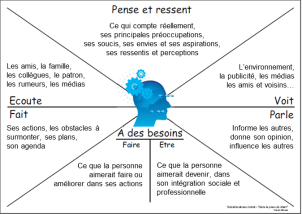 Pense et ressent
Ce qui compte réellement,
ses principales préoccupations,
ses soucis, ses envies et ses aspirations,
ses ressentis et perceptions
Les amis, la famille,
les collègues, le patron,
les rumeurs, les médias
L'environnement,
la publicité, les médias
les amis et voisins...
Ecoute
Voit
Fait
Parle
Ses actions, les obstacles à
surmonter, ses plans,
son agenda
Informe les autres,
donne son opinion,
influence les autres
A des besoins
Faire
Etre
Ce que la personne
aimerait faire ou
améliorer dans ses actions
Ce que la personne
aimerait devenir, dans
son intégration sociale et
professionnelle